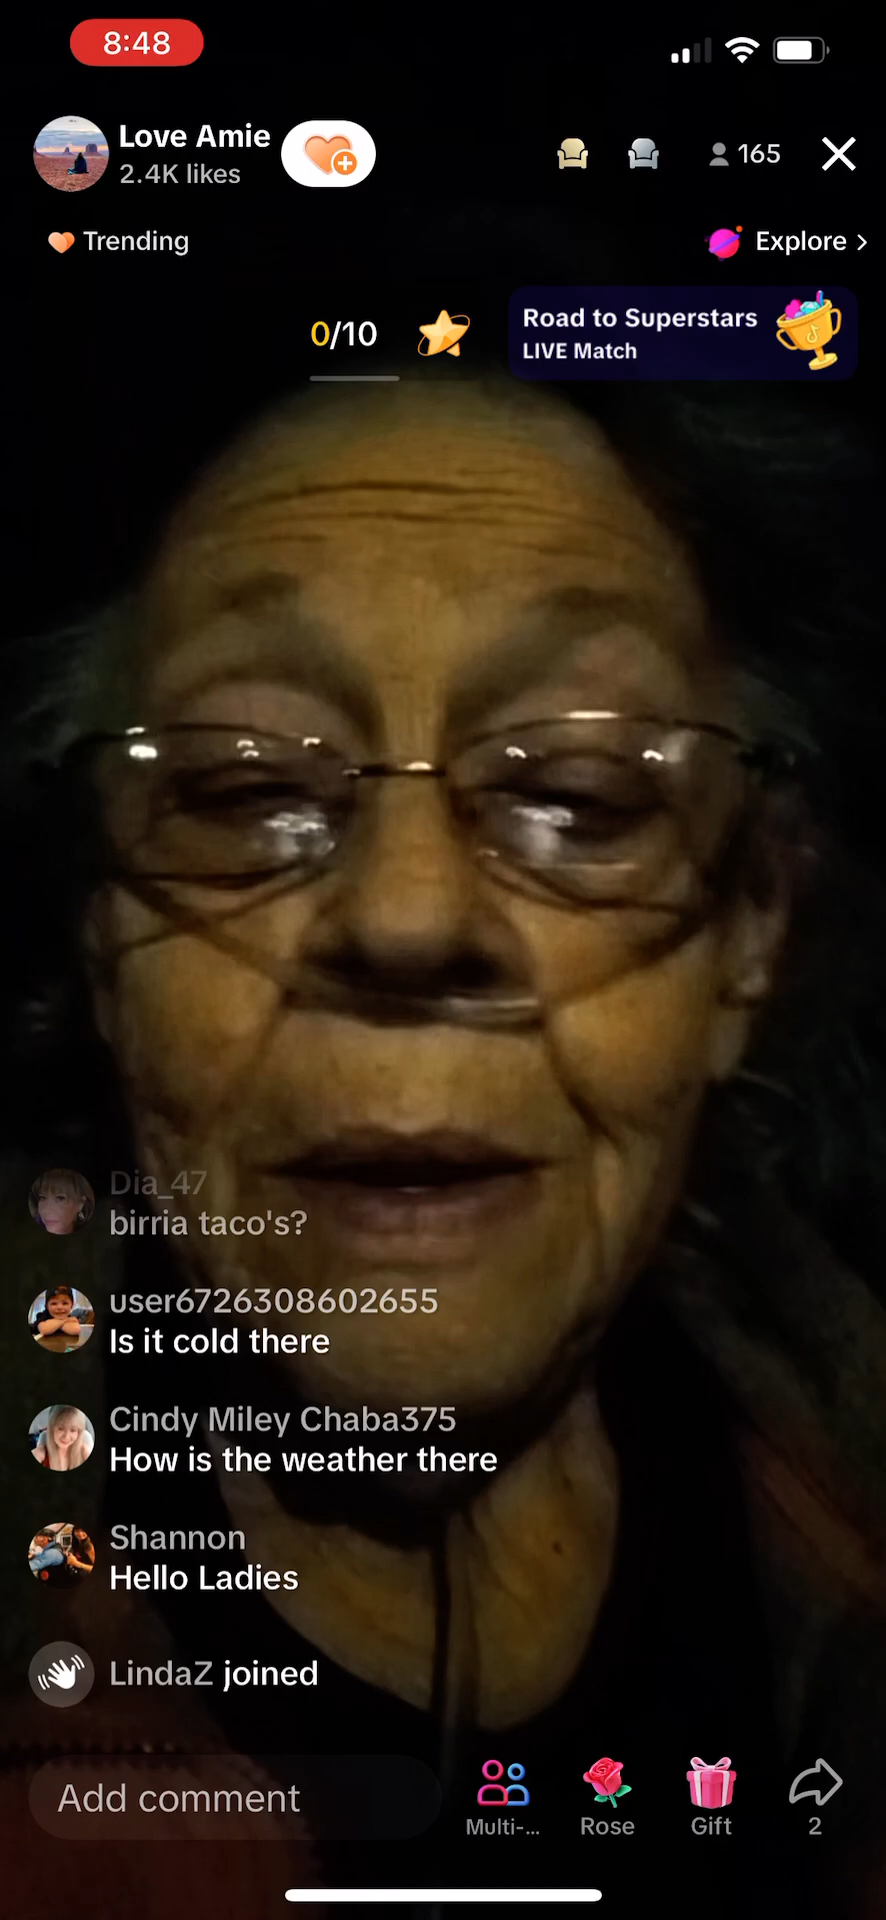 8:48
Love Amie
2.4K likes
165
Trending
Explore >
0/10
Road to Superstars
LIVE Match
Dia_47
birria taco's?
user6726308602655
Is it cold there
Cindy Miley Chaba375
How is the weather there
Shannon
Hello Ladies
LindaZ joined
Add comment
Multi-...
Rose
Gift
2